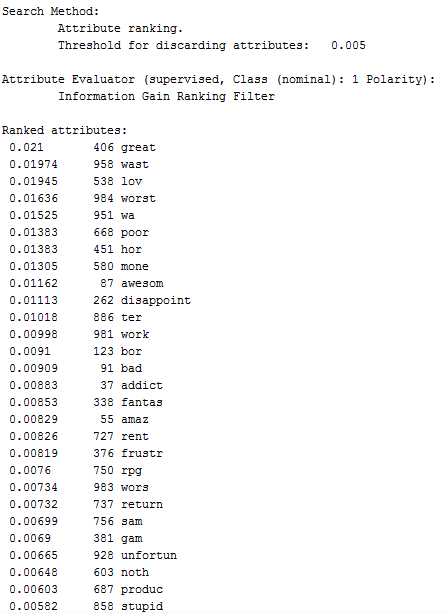 Search Method:
Attribute ranking.
Threshold for discarding attributes: 0.005
Attribute Evaluator (supervised, Class (nominal): 1 Polarity):
Information Gain Ranking Filter
Ranked attributes:
0.021 406 great
0.01974 958 wast
0.01945 538 lov
0.01636 984 worst
0.01525 951 wa
0.01383 668 poor
0.01383 451 hor
0.01305 580 mone
0.01162 87 awesom
0.01113 262 disappoint
0.01018 886 ter
0.00998 981 work
0.0091 123 bor
0.00909 91 bad
0.00883 37 addict
0.00853 338 fantas
0.00829 55 amaz
0.00826 727 rent
0.00819 376 frustr
0.0076 750 rpg
0.00734 983 wors
0.00732 737 return
0.00699 756 sam
0.0069 381 gam
0.00665 928 unfortun
0.00648 603 noth
0.00603 687 produc
0.00582 858 stupid